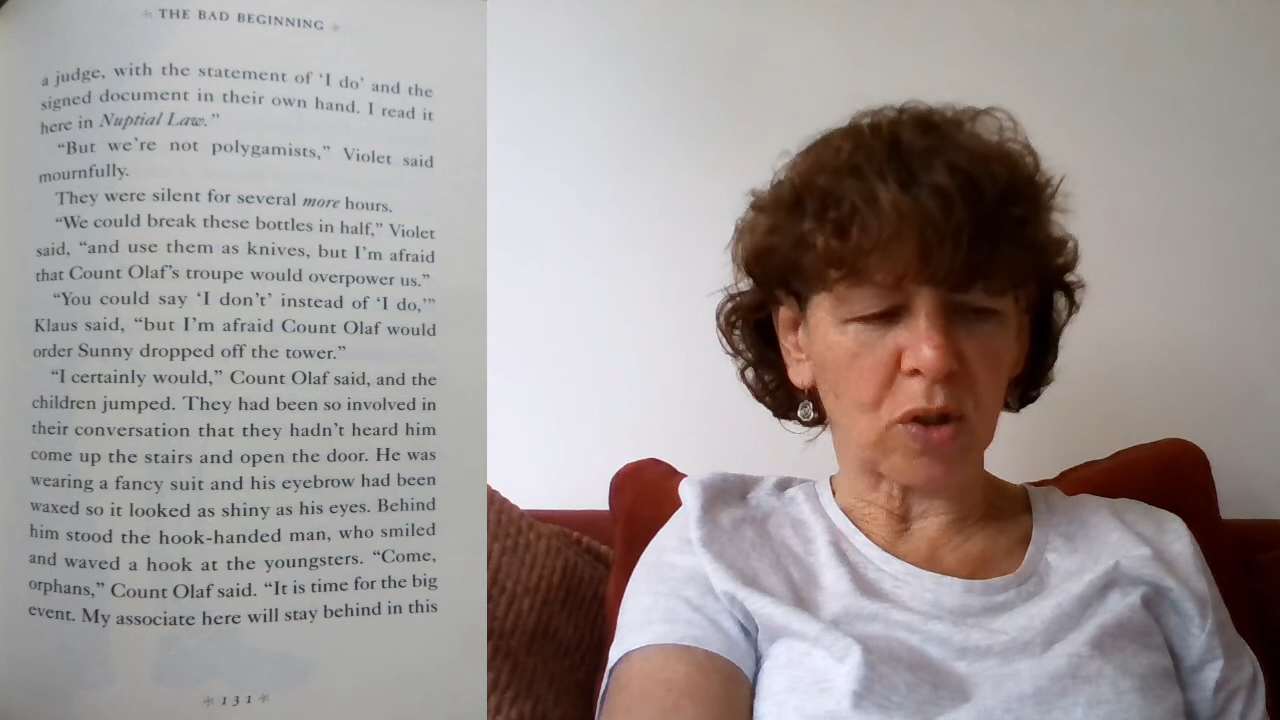 * THE BAD BEGINNING *
a judge, with the statement of ‘I do’ and the
signed document in their own hand. I read it
here in Nuptial Law.”
“But we’re not polygamists,” Violet said
mournfully.
They were silent for several more hours.
“We could break these bottles in half,” Violet
said, “and use them as knives, but I’m afraid
that Count Olaf’s troupe would overpower us.”
“You could say ‘I don’t’ instead of ‘I do,’”
Klaus said, “but I’m afraid Count Olaf would
order Sunny dropped off the tower.”
“I certainly would,” Count Olaf said, and the
children jumped. They had been so involved in
their conversation that they hadn’t heard him
come up the stairs and open the door. He was
wearing a fancy suit and his eyebrow had been
waxed so it looked as shiny as his eyes. Behind
him stood the hook-handed man, who smiled
and waved a hook at the youngsters. “Come,
orphans,” Count Olaf said. “It is time for the big
event. My associate here will stay behind in this
* 131 *